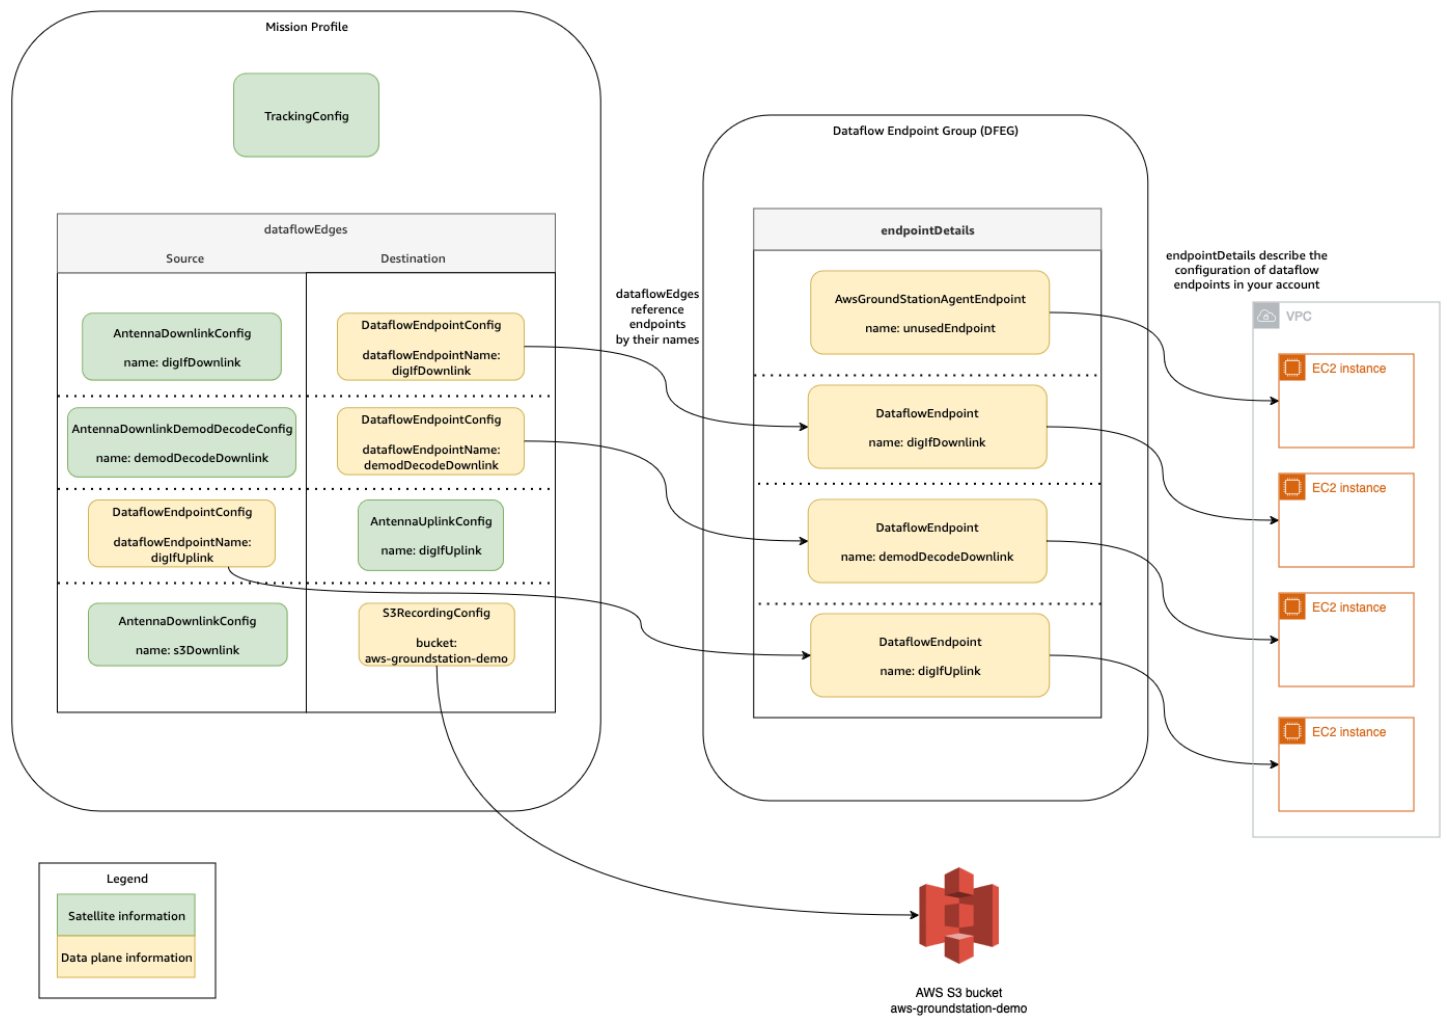 Mission Profile
TrackingConfig
dataflowEdges
Source
Destination
AntennaDownlinkConfig
name: digIfDownlink
DataflowEndpointConfig
dataflowEndpointName:
digIfDownlink
AntennaDownlinkDemodDecodeConfig
name: demodDecodeDownlink
DataflowEndpointConfig
dataflowEndpointName:
demodDecodeDownlink
DataflowEndpointConfig
dataflowEndpointName:
digIfUplink
AntennaUplinkConfig
name: digIfUplink
AntennaDownlinkConfig
name: s3Downlink
S3RecordingConfig
bucket:
aws-groundstation-demo
dataflowEdges
reference
endpoints
by their names
Dataflow Endpoint Group (DFEG)
endpointDetails
AwsGroundStationAgentEndpoint
name: unusedEndpoint
DataflowEndpoint
name: digIfDownlink
DataflowEndpoint
name: demodDecodeDownlink
DataflowEndpoint
name: digIfUplink
endpointDetails describe the
configuration of dataflow
endpoints in your account
VPC
EC2 instance
EC2 instance
EC2 instance
EC2 instance
Legend
Satellite information
Data plane information
AWS S3 bucket
aws-groundstation-demo